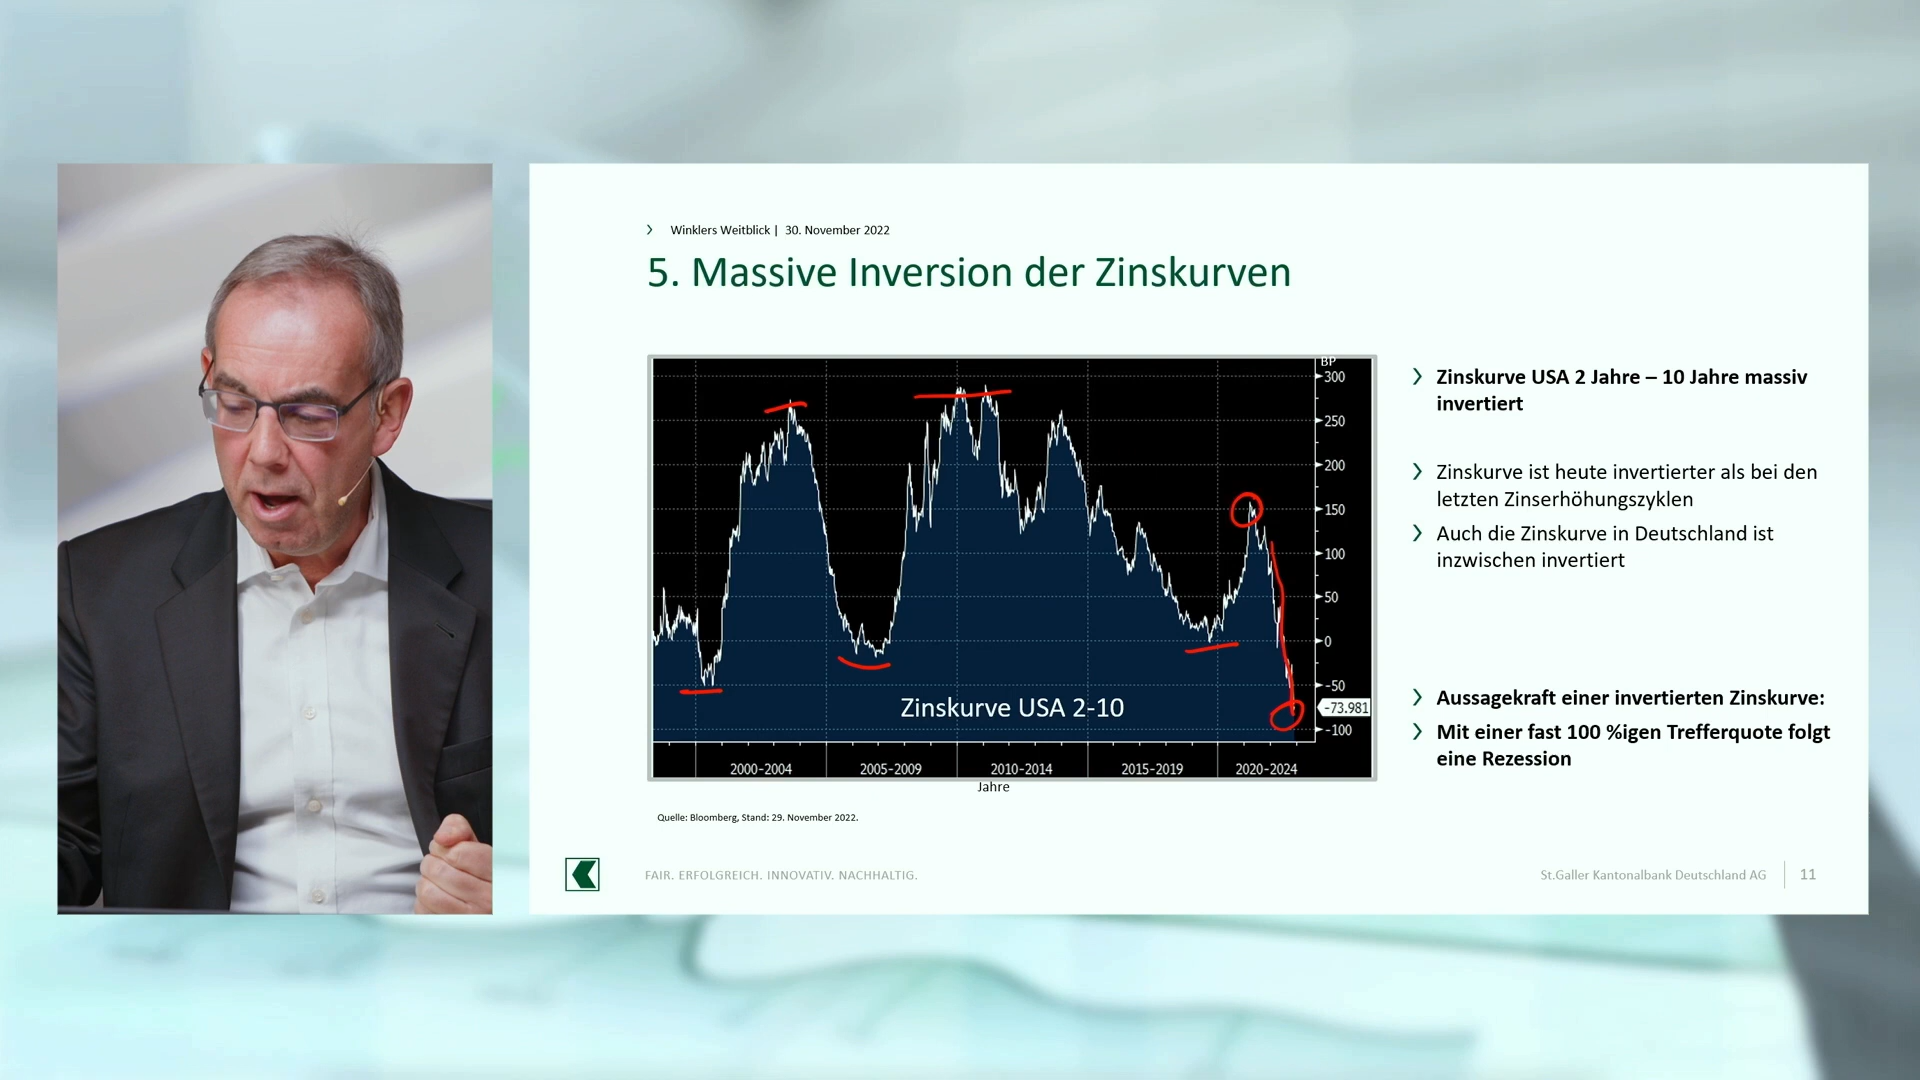 Winklers Weitblick | 30. November 2022
5. Massive Inversion der Zinskurven
BP
300
250
200
150
100
50
0
-50
-73.981
-100
Zinskurve USA 2-10
2000-2004 2005-2009 2010-2014 2015-2019 2020-2024
Jahre
Quelle: Bloomberg, Stand: 29. November 2022.
Zinskurve USA 2 Jahre – 10 Jahre massiv
invertiert
Zinskurve ist heute invertierter als bei den
letzten Zinserhöhungszyklen
Auch die Zinskurve in Deutschland ist
inzwischen invertiert
Aussagekraft einer invertierten Zinskurve:
Mit einer fast 100 %igen Trefferquote folgt
eine Rezession
FAIR. ERFOLGREICH. INNOVATIV. NACHHALTIG.
St.Galler Kantonalbank Deutschland AG 11